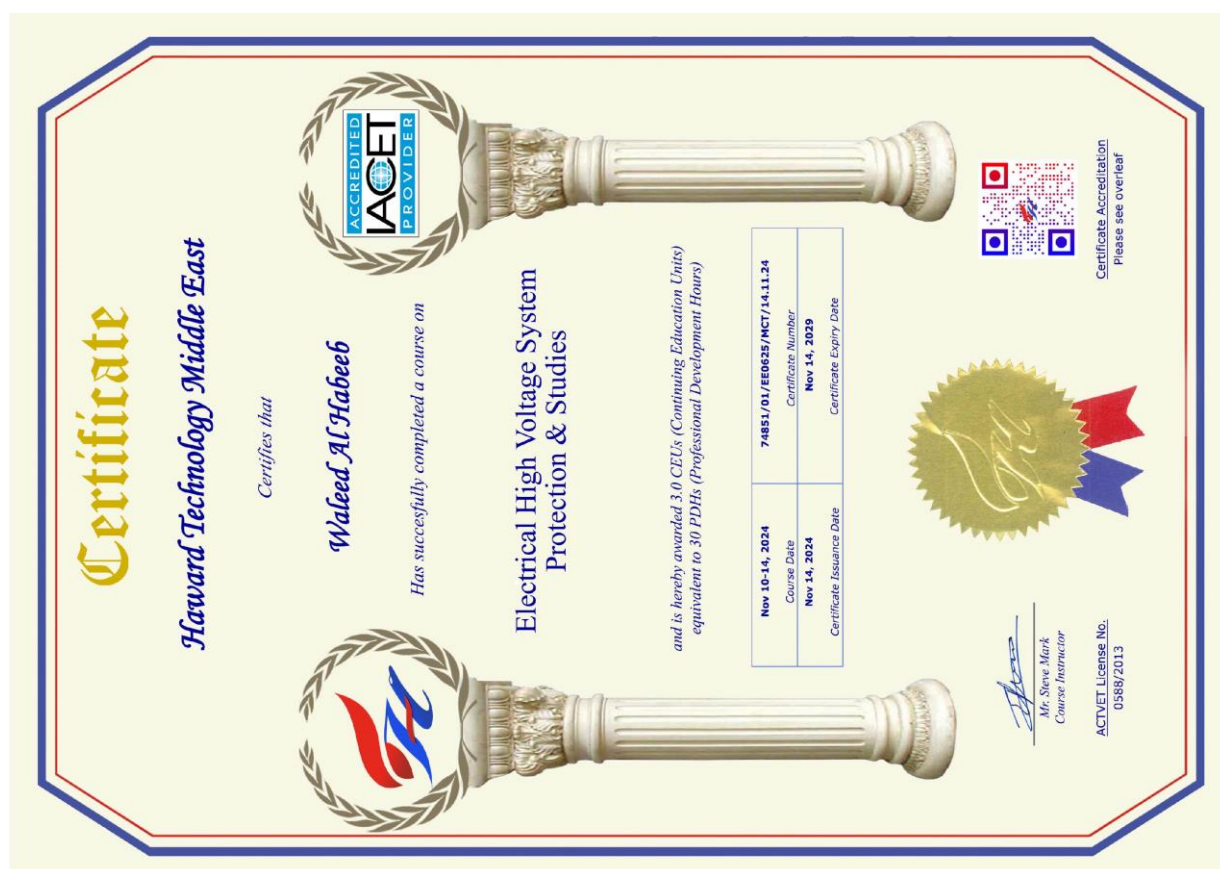 Certificate
Haward Technology Middle East
Certifies that
Waleed Al Habeeb
Has succesfully completed a course on
Electrical High Voltage System
Protection & Studies
and is hereby awarded 3.0 CEUs (Continuing Education Units)
equivalent to 30 PDHs (Professional Development Hours)
Nov 10-14, 2024
Course Date
74851/01/EE0625/MCT/14.11.24
Certificate Number
Nov 14, 2024
Certificate Issuance Date
Nov 14, 2029
Certificate Expiry Date
ACCREDITED
IACET
PROVIDER
Mr. Steve Mark
Course Instructor
ACTVET License No.
0588/2013
Certificate Accreditation
Please see overleaf